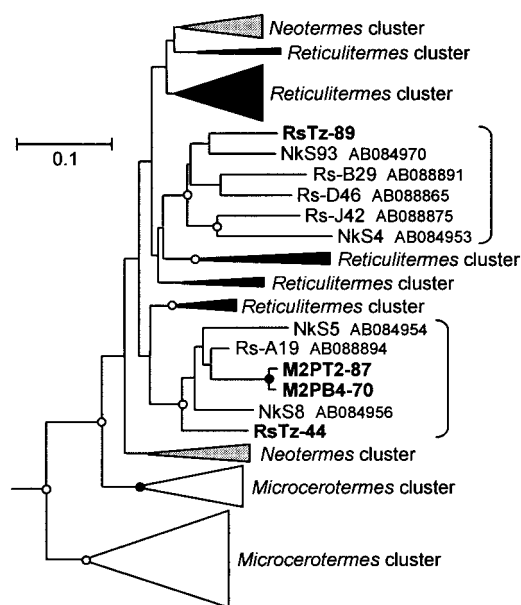 Neotermes cluster
Reticulitermes cluster
Reticulitermes cluster
0.1
RsTz-89
NkS93 AB084970
Rs-B29 AB088891
Rs-D46 AB088865
Rs-J42 AB088875
NkS4 AB084953
Reticulitermes cluster
Reticulitermes cluster
Reticulitermes cluster
NkS5 AB084954
Rs-A19 AB088894
M2PT2-87
M2PB4-70
NkS8 AB084956
RsTz-44
Neotermes cluster
Microcerotermes cluster
Microcerotermes cluster